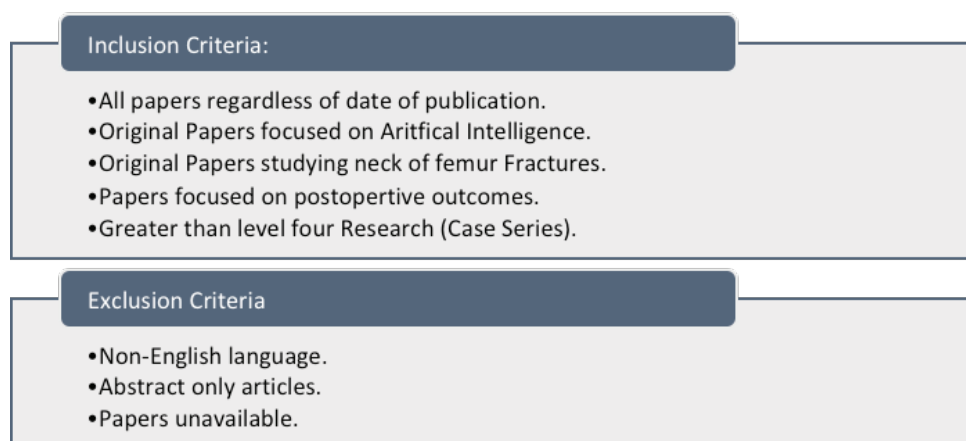 Inclusion Criteria:
•All papers regardless of date of publication.
•Original Papers focused on Aritfical Intelligence.
•Original Papers studying neck of femur Fractures.
•Papers focused on postopertive outcomes.
•Greater than level four Research (Case Series).
Exclusion Criteria
•Non-English language.
•Abstract only articles.
•Papers unavailable.